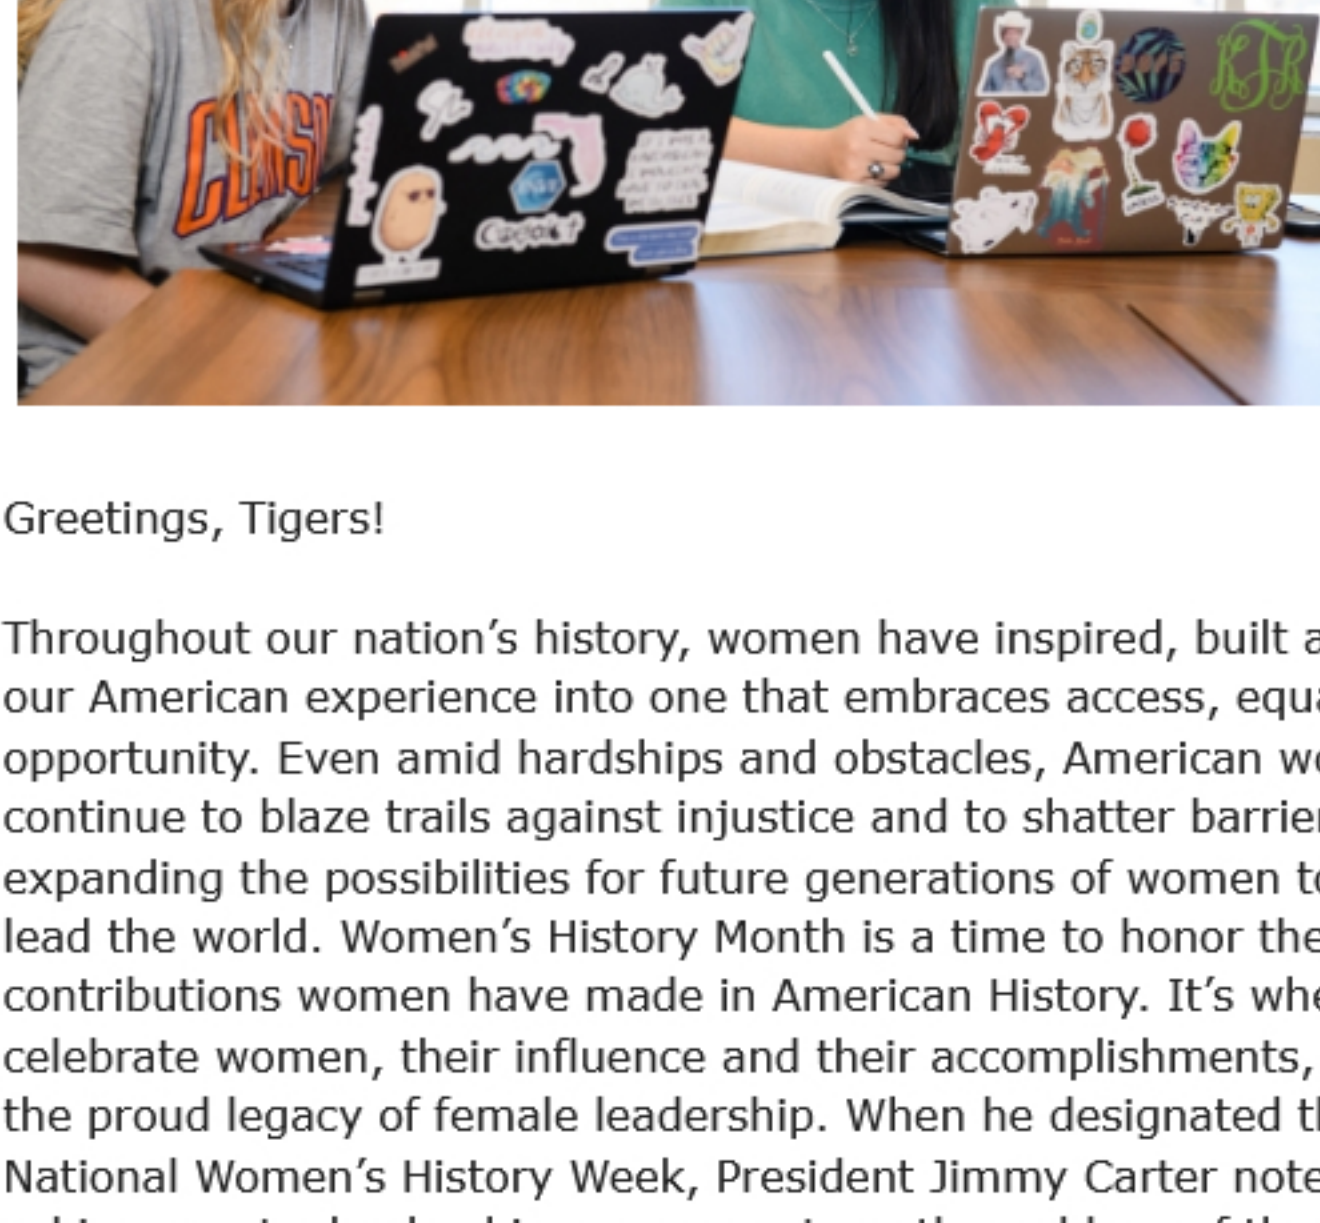 CLEMSO
KJR
Greetings, Tigers!
Throughout our nation’s history, women have inspired, built
our American experience into one that embraces access,
opportunity. Even amid hardships and obstacles, American
continue to blaze trails against injustice and to shatter
expanding the possibilities for future generations of women
lead the world. Women’s History Month is a time to honor the
contributions women have made in American History. It’s
celebrate women, their influence and their accomplishments,
the proud legacy of female leadership. When he designated
National Women’s History Week, President Jimmy Carter